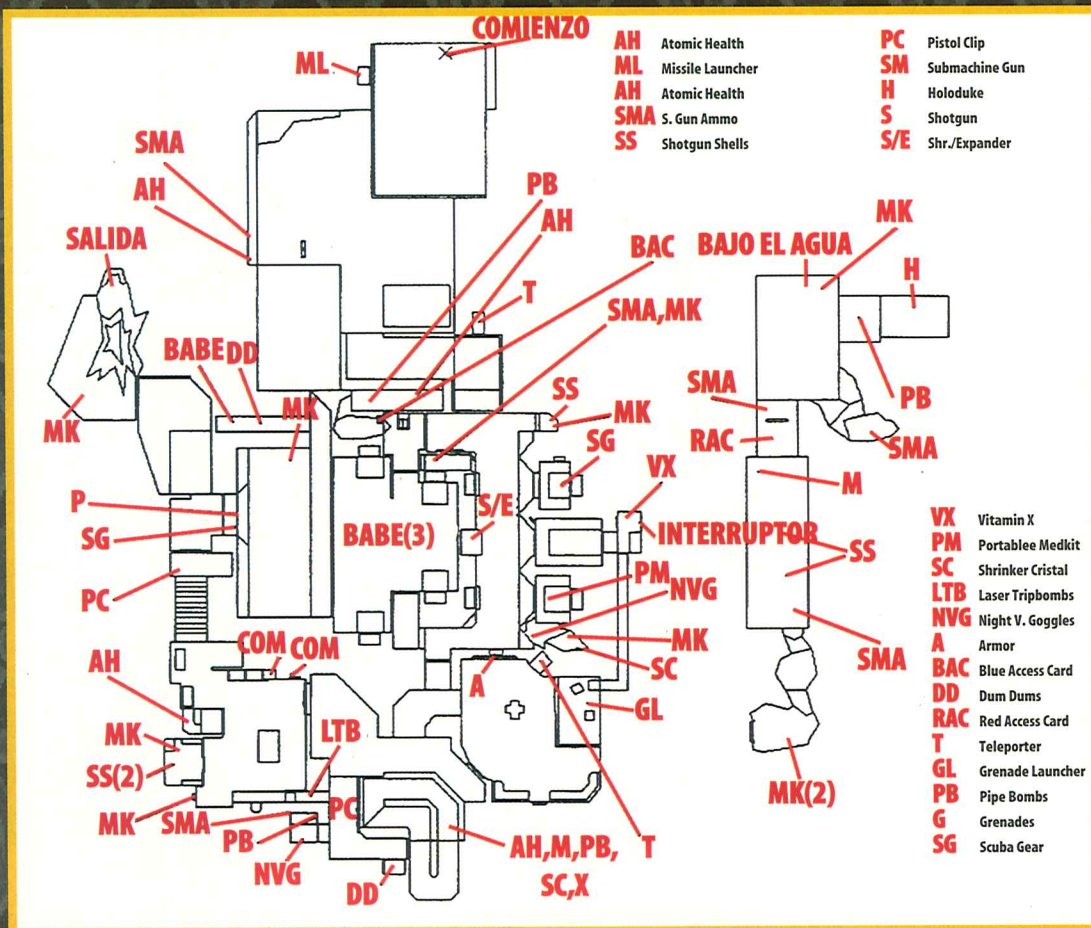 COMIENZO
ML
AH Atomic Health
ML Missile Launcher
AH Atomic Health
SMA S. Gun Ammo
SS Shotgun Shells
PC Pistol Clip
SM Submachine Gun
H Holoduke
S Shotgun
S/E Shr./Expander
SMA
AH
SALIDA
PB
AH
BAC
T
SMA,MK
BAJO EL AGUA
MK
H
BABE
DD
MK
MK
SS
MK
SG
VX
SMA
RAC
PB
SMA
M
P
SG
S/E
BABE(3)
INTERRUPTOR
SS
PC
PM
NVG
MK
SC
SMA
VX Vitamin X
PM Portablee Medkit
SC Shrinker Cristal
LTB Laser Tripbombs
NVG Night V. Goggles
A Armor
BAC Blue Access Card
DD Dum Dums
RAC Red Access Card
T Teleporter
GL Grenade Launcher
PB Pipe Bombs
G Grenades
SG Scuba Gear
COM
COM
AH
A
GL
MK
SS(2)
LTB
MK(2)
MK
SMA
PB
PC
NVG
DD
AH,M,PB,
SC,X
T